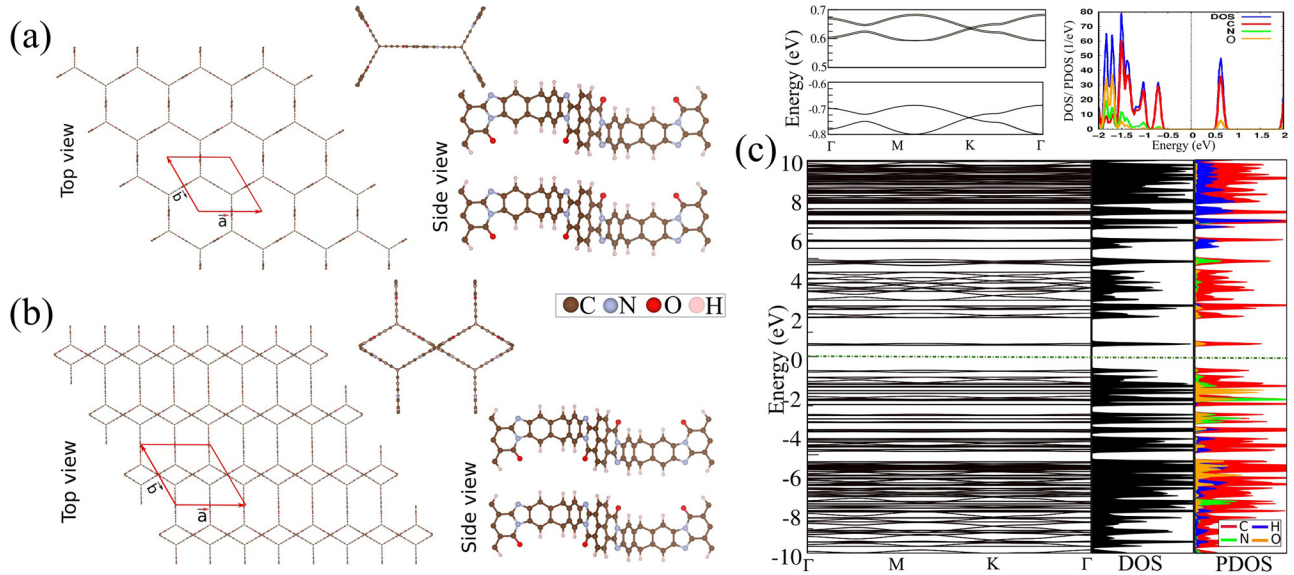 (a)
Top view
b
a
Side view
C N O H
(b)
Top view
b
a
Side view
(c)
0.7
0.6
0.5
-0.6
-0.7
-0.8
Energy (eV)
Γ M K Γ
80
70
60
50
40
30
20
10
0
DOS/ PDOS (1/eV)
DOS
C
N
O
-2 -1.5 -1 -0.5 0 0.5 1 1.5 2
Energy (eV)
10
8
6
4
2
0
-2
-4
-6
-8
-10
Energy (eV)
Γ M K Γ DOS PDOS
C H
N O